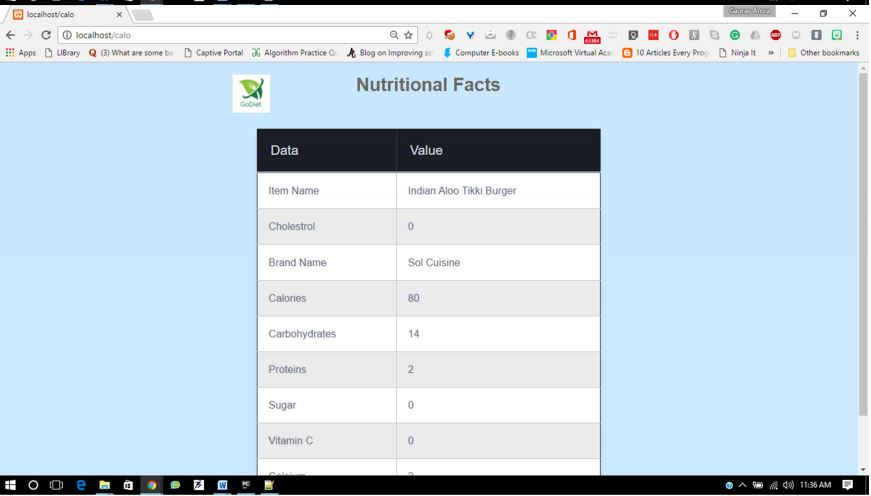 localhost/calo
Gaurav Arora
localhost/calo
Apps LIBrary (3) What are some ba Captive Portal Algorithm Practice Qu Blog on Improving so Computer E-books Microsoft Virtual Acac 10 Articles Every Prog Ninja It » Other bookmarks
GoDiet
Nutritional Facts
Data Value
Item Name Indian Aloo Tikki Burger
Cholestrol 0
Brand Name Sol Cuisine
Calories 80
Carbohydrates 14
Proteins 2
Sugar 0
Vitamin C 0
11:36 AM